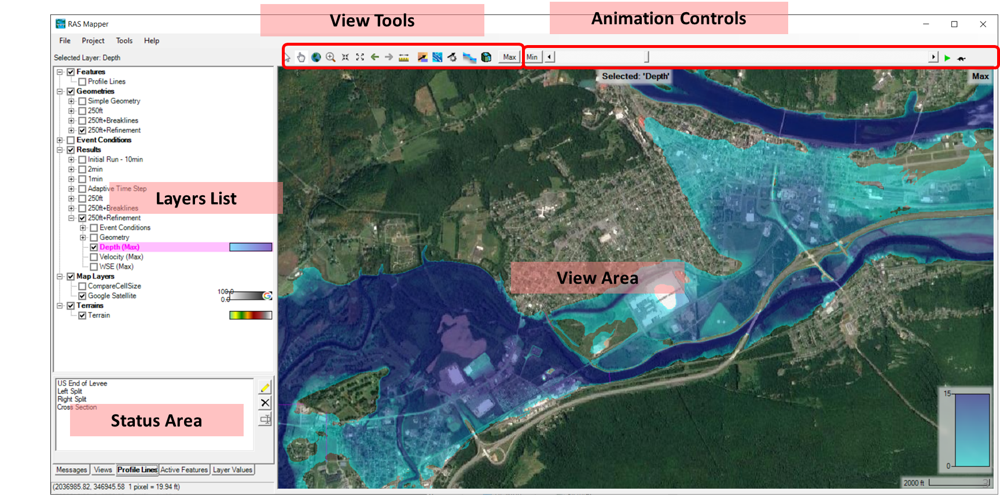 View Tools
Animation Controls
RAS Mapper
File Project Tools Help
Selected Layer: Depth
Max
Min
Features
Profile Lines
Geometries
Simple Geometry
250ft
250ft+Breaklines
250ft+Refinement
Event Conditions
Results
Initial Run - 10min
2min
1min
Adaptive Time Step
250ft
250ft+Breaklines
250ft+Refinement
Event Conditions
Geometry
Depth (Max)
Velocity (Max)
WSE (Max)
Map Layers
CompareCellSize
100.0
Google Satellite
0.0
Terrains
Terrain
Layers List
Selected: 'Depth'
Max
View Area
15
0
2000 ft
US End of Levee
Left Split
Right Split
Cross Section
Status Area
Messages Views Profile Lines Active Features Layer Values
(2036985.82, 346945.58 1 pixel = 19.94 ft)